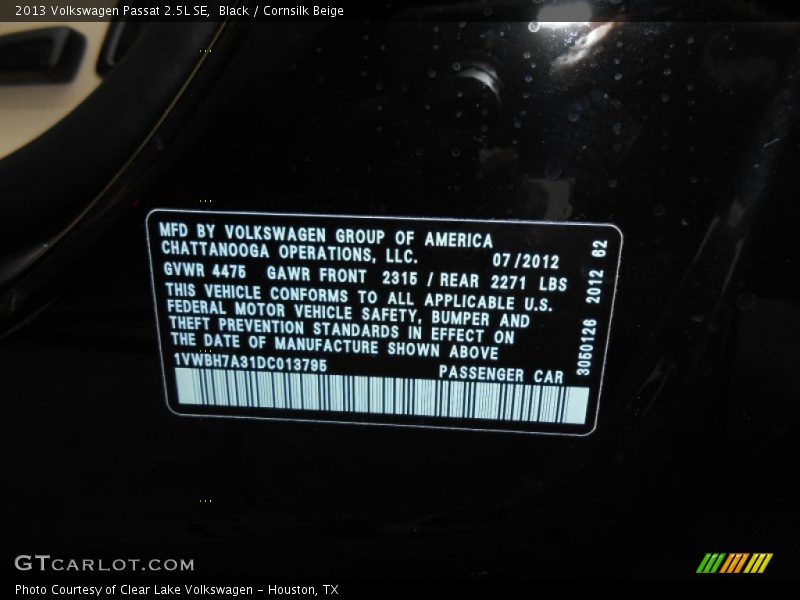 2013 Volkswagen Passat 2.5L SE, Black / Cornsilk Beige
MFD BY VOLKSWAGEN GROUP OF AMERICA
CHATTANOOGA OPERATIONS, LLC. 07/2012
GVWR 4475 GAWR FRONT 2315 / REAR 2271 LBS
THIS VEHICLE CONFORMS TO ALL APPLICABLE U.S.
FEDERAL MOTOR VEHICLE SAFETY, BUMPER AND
THEFT PREVENTION STANDARDS IN EFFECT ON
THE DATE OF MANUFACTURE SHOWN ABOVE
1VWBH7A31DC013795 PASSENGER CAR
3050126 2012 62
GTCARLOT.COM
Photo Courtesy of Clear Lake Volkswagen - Houston, TX